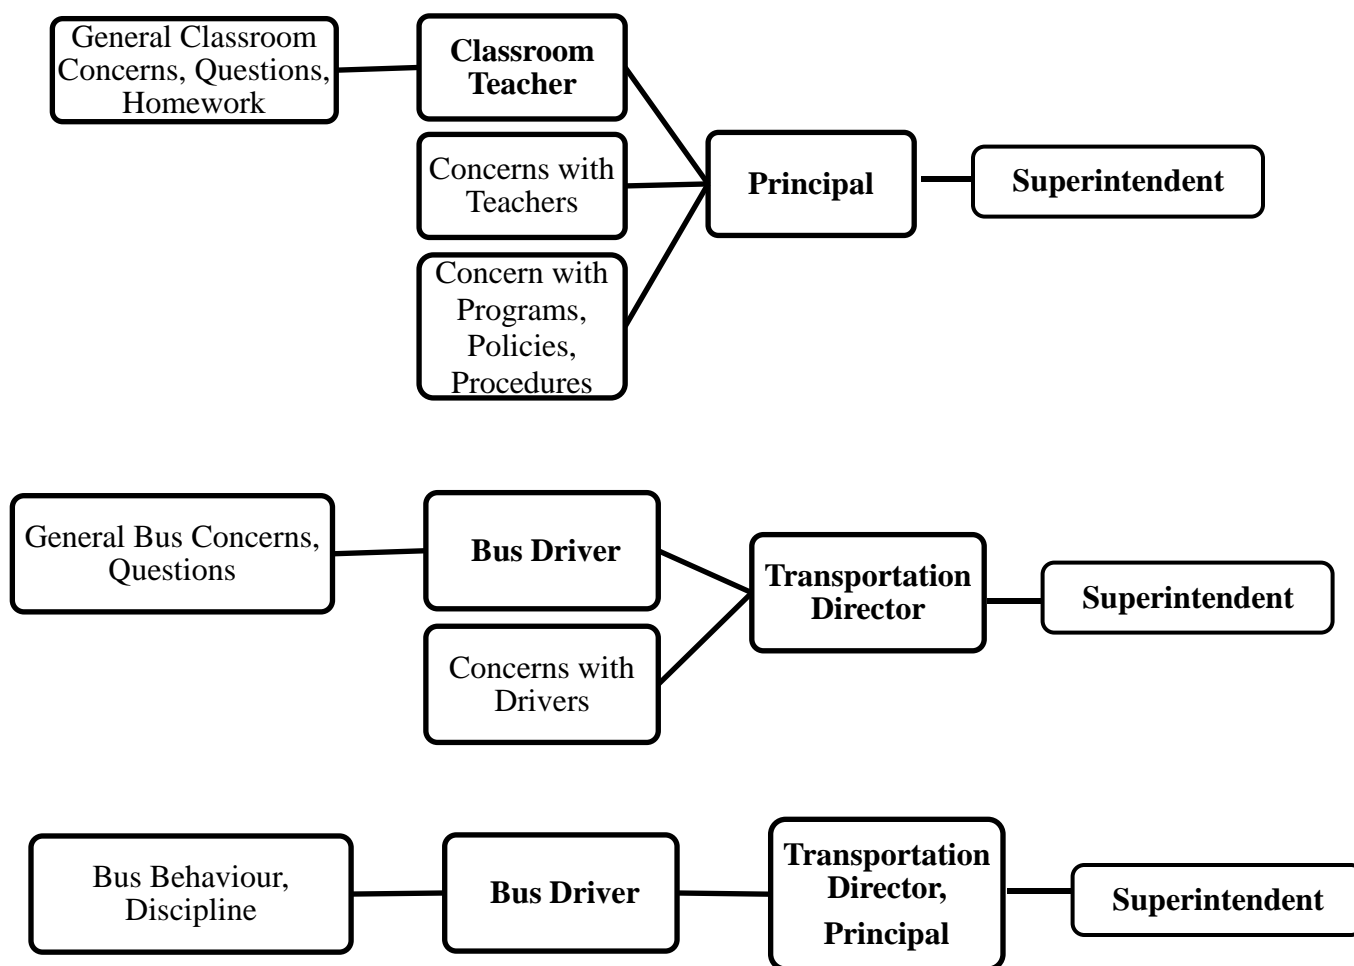 General Classroom
Concerns, Questions,
Homework
Classroom
Teacher
Concerns with
Teachers
Concern with
Programs,
Policies,
Procedures
Principal
Superintendent
General Bus Concerns,
Questions
Bus Driver
Concerns with
Drivers
Transportation
Director
Superintendent
Bus Behaviour,
Discipline
Bus Driver
Transportation
Director,
Principal
Superintendent